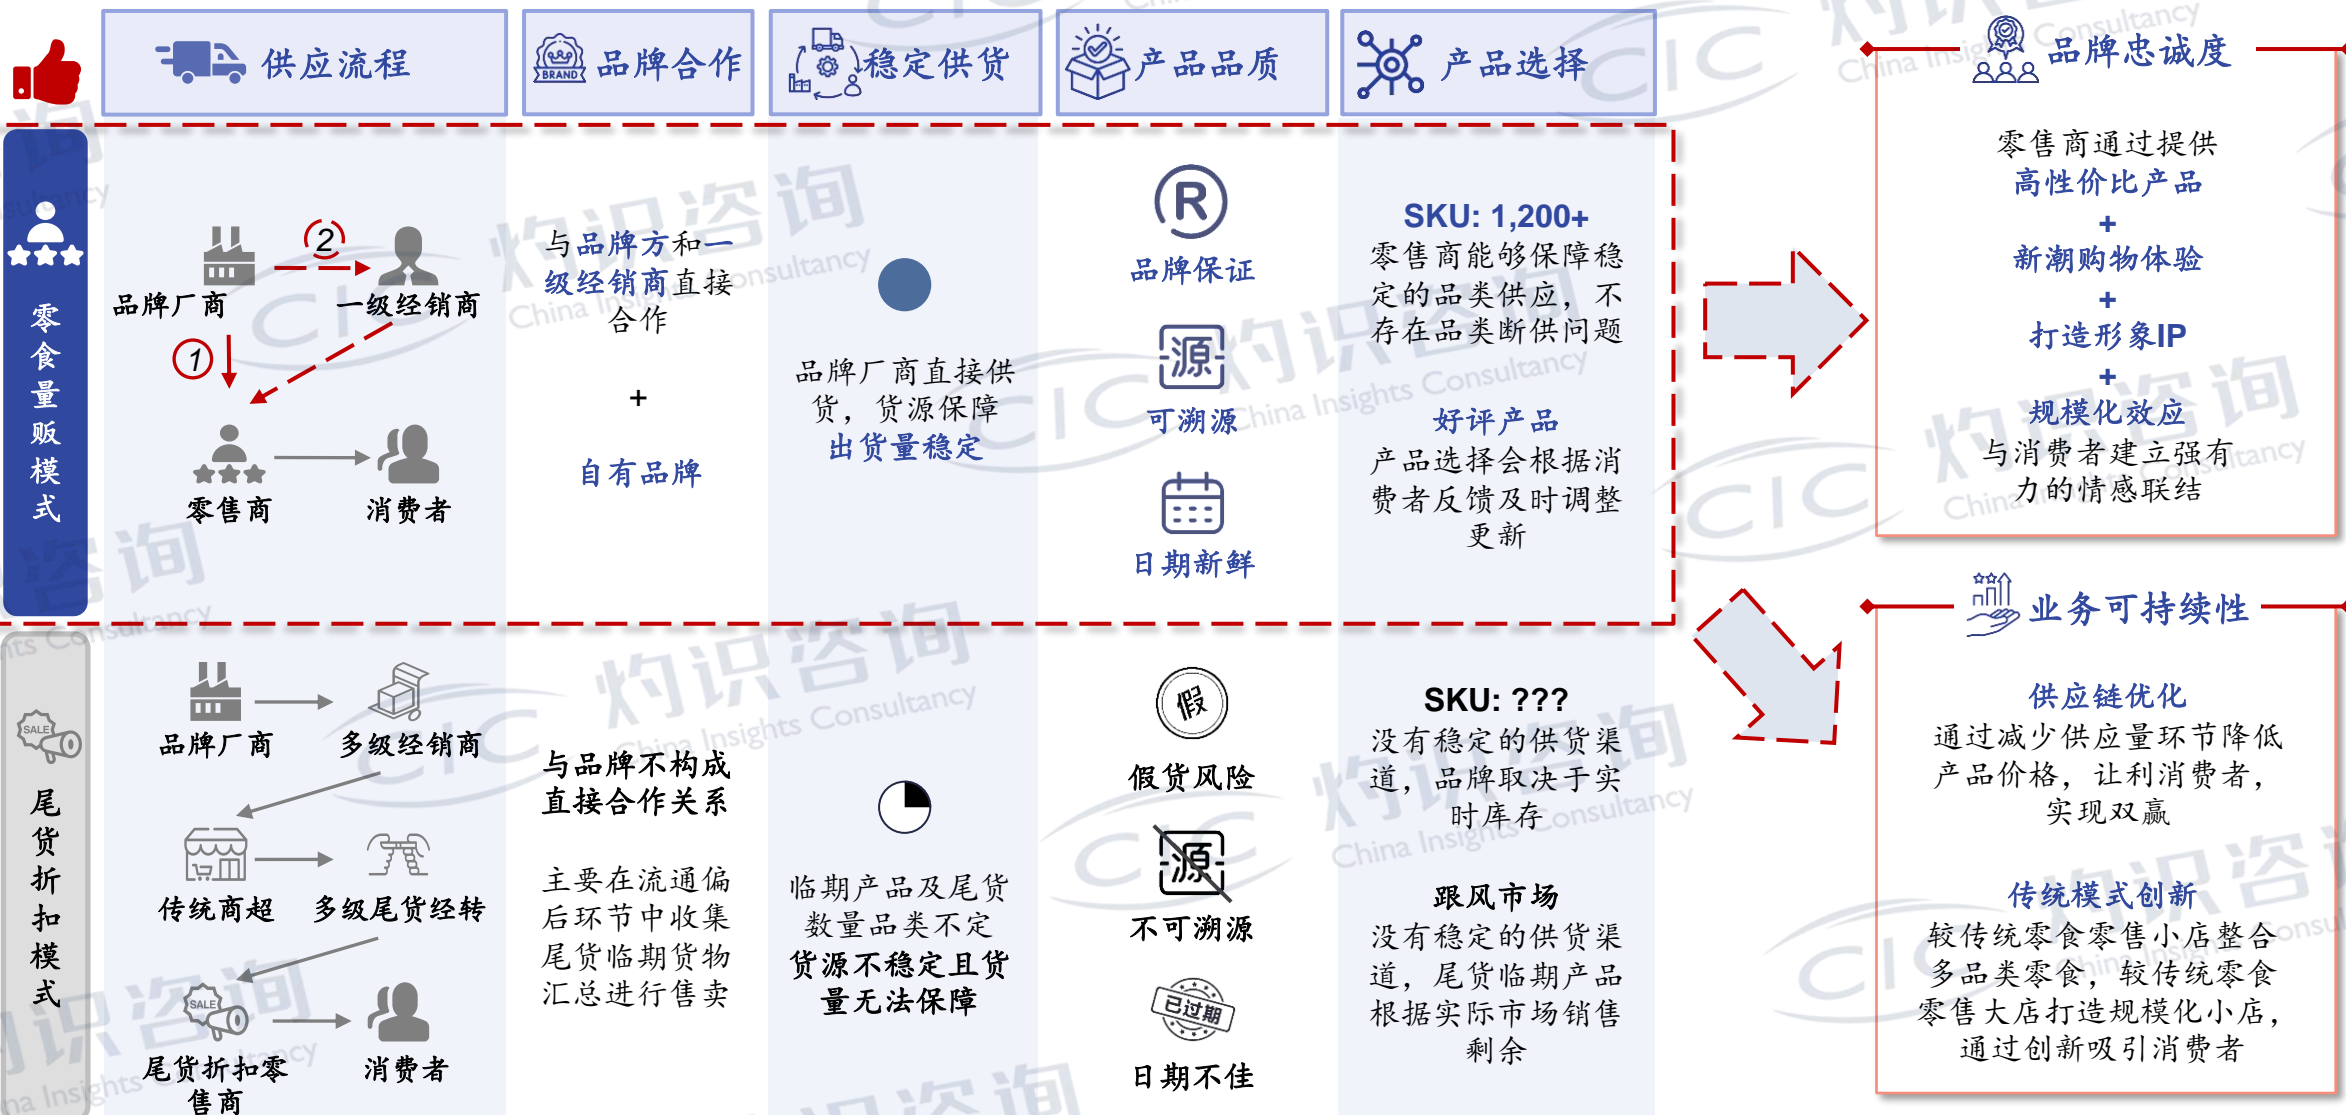 供应流程
BRAND
品牌合作
稳定供货
产品品质
产品选择
零食量贩模式
品牌厂商
2
一级经销商
1
零售商
消费者
与品牌方和一
级经销商直接
合作
+
自有品牌
品牌厂商直接供
货，货源保障
出货量稳定
R
品牌保证
源
可溯源
日期新鲜
SKU: 1,200+
零售商能够保障稳
定的品类供应，不
存在品类断供问题
好评产品
产品选择会根据消
费者反馈及时调整
更新
SALE
尾货折扣模式
品牌厂商
多级经销商
传统商超
多级尾货经转
SALE
尾货折扣零
售商
消费者
与品牌不构成
直接合作关系
主要在流通偏
后环节中收集
尾货临期货物
汇总进行售卖
临期产品及尾货
数量品类不定
货源不稳定且货
量无法保障
假
假货风险
源
不可溯源
已过期
日期不佳
SKU: ???
没有稳定的供货渠
道，品牌取决于实
时库存
跟风市场
没有稳定的供货渠
道，尾货临期产品
根据实际市场销售
剩余
品牌忠诚度
零售商通过提供
高性价比产品
+
新潮购物体验
+
打造形象IP
+
规模化效应
与消费者建立强有
力的情感联结
业务可持续性
供应链优化
通过减少供应量环节降低
产品价格，让利消费者，
实现双赢
传统模式创新
较传统零食零售小店整合
多品类零食，较传统零食
零售大店打造规模化小店，
通过创新吸引消费者
CIC 灼识咨询
China Insights Consultancy